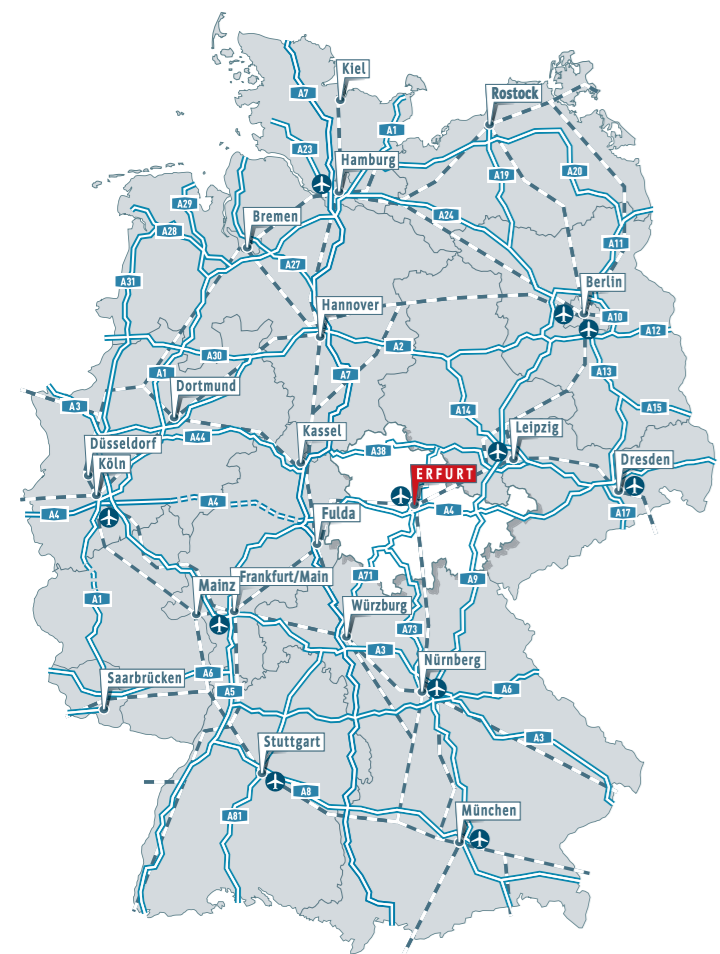 Kiel
A7
Rostock
A1
A23
Hamburg
A20
A19
A29
Bremen
A24
A28
A11
A27
A31
Berlin
Hannover
A10
A12
A2
A30
A1
A7
A13
Dortmund
A3
A14
A15
Leipzig
Kassel
A44
Düsseldorf
A38
Köln
Dresden
ERFURT
A4
A4
A4
Fulda
A17
A71
A9
Frankfurt/Main
Mainz
A1
Würzburg
A73
A3
Nürnberg
A6
Saarbrücken
A5
A6
A3
Stuttgart
A8
München
A81